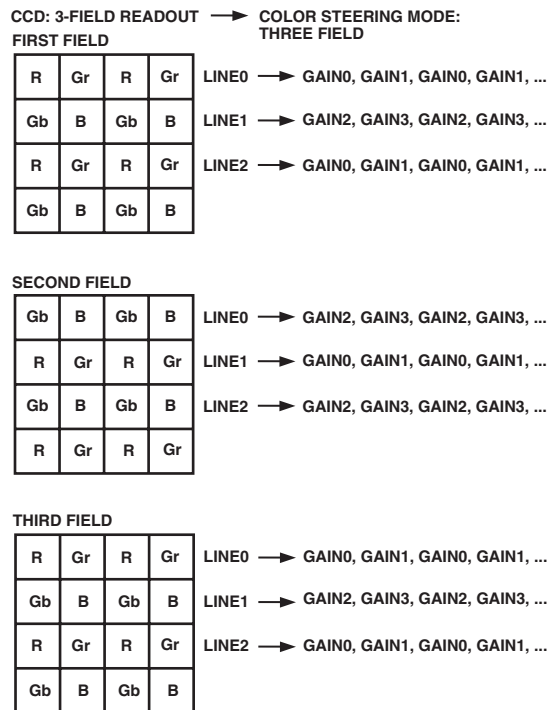 CCD: 3-FIELD READOUT → COLOR STEERING MODE:
THREE FIELD
FIRST FIELD
R Gr R Gr LINE0 → GAIN0, GAIN1, GAIN0, GAIN1, ...
Gb B Gb B LINE1 → GAIN2, GAIN3, GAIN2, GAIN3, ...
R Gr R Gr LINE2 → GAIN0, GAIN1, GAIN0, GAIN1, ...
Gb B Gb B
SECOND FIELD
Gb B Gb B LINE0 → GAIN2, GAIN3, GAIN2, GAIN3, ...
R Gr R Gr LINE1 → GAIN0, GAIN1, GAIN0, GAIN1, ...
Gb B Gb B LINE2 → GAIN2, GAIN3, GAIN2, GAIN3, ...
R Gr R Gr
THIRD FIELD
R Gr R Gr LINE0 → GAIN0, GAIN1, GAIN0, GAIN1, ...
Gb B Gb B LINE1 → GAIN2, GAIN3, GAIN2, GAIN3, ...
R Gr R Gr LINE2 → GAIN0, GAIN1, GAIN0, GAIN1, ...
Gb B Gb B